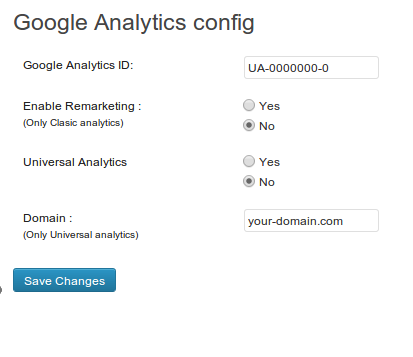 Google Analytics config
Google Analytics ID: UA-0000000-0
Enable Remarketing : Yes
(Only Clasic analytics) No
Universal Analytics Yes
No
Domain : your-domain.com
(Only Universal analytics)
Save Changes